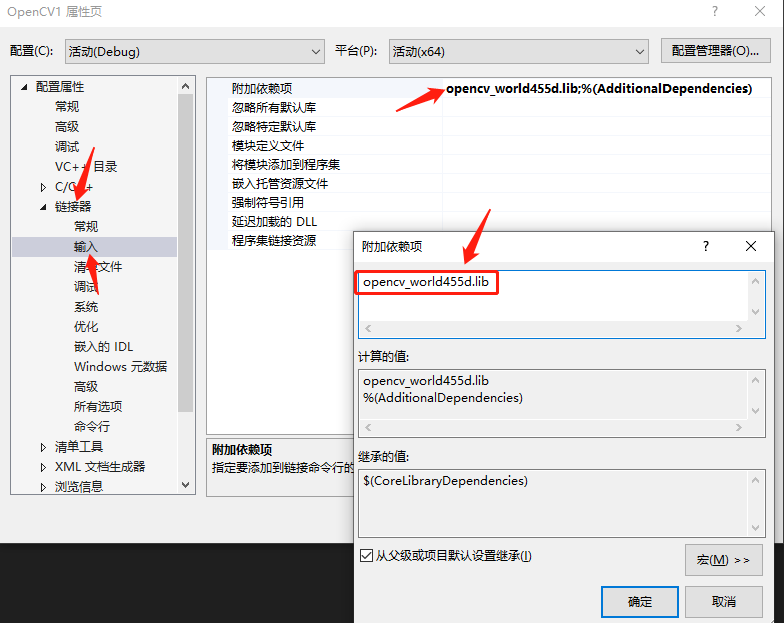 OpenCV1 属性页
?
配置(C):
活动(Debug)
平台(P):
活动(x64)
配置管理器(O)...
配置属性
常规
高级
调试
VC++ 目录
链接器
常规
输入
调试
系统
优化
嵌入的 IDL
Windows 元数据
高级
所有选项
命令行
清单工具
XML 文档生成器
浏览信息
附加依赖项
opencv_world455d.lib;%(AdditionalDependencies)
忽略所有默认库
忽略特定默认库
模块定义文件
将模块添加到程序集
嵌入托管资源文件
强制符号引用
延迟加载的 DLL
程序集链接资源
附加依赖项
指定要添加到链接命令行的
附加依赖项
?
opencv_world455d.lib
计算的值:
opencv_world455d.lib
%(AdditionalDependencies)
继承的值:
$(CoreLibraryDependencies)
从父级或项目默认设置继承(I)
宏(M) >>
确定
取消